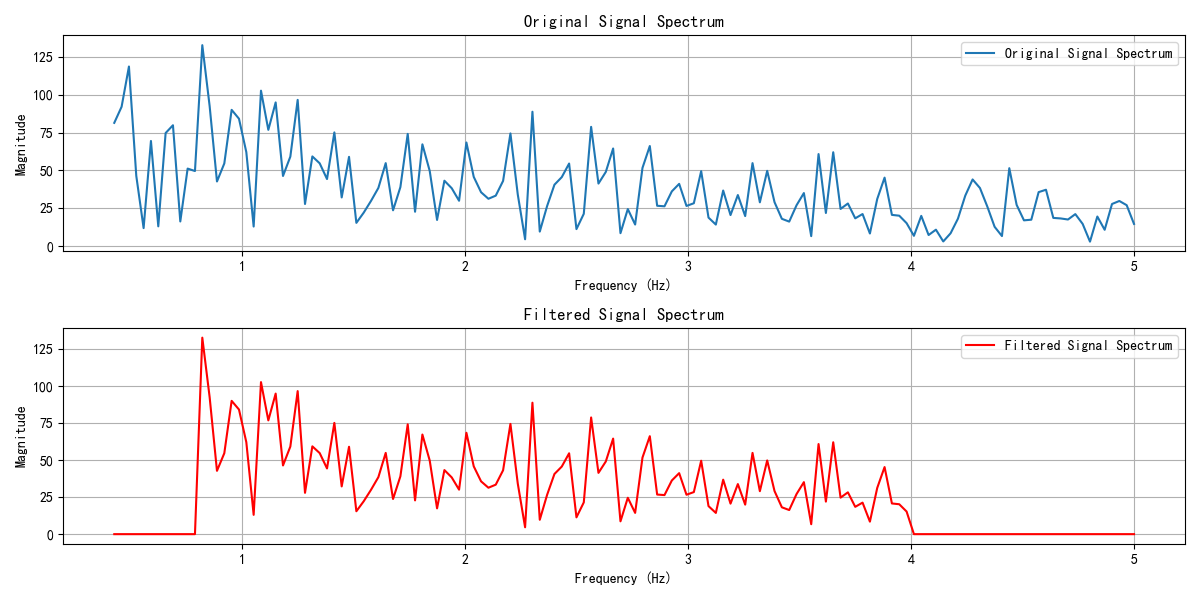 Original Signal Spectrum
Original Signal Spectrum
Magnitude
125
100
75
50
25
0
1 2 3 4 5
Frequency (Hz)
Filtered Signal Spectrum
Filtered Signal Spectrum
Magnitude
125
100
75
50
25
0
1 2 3 4 5
Frequency (Hz)